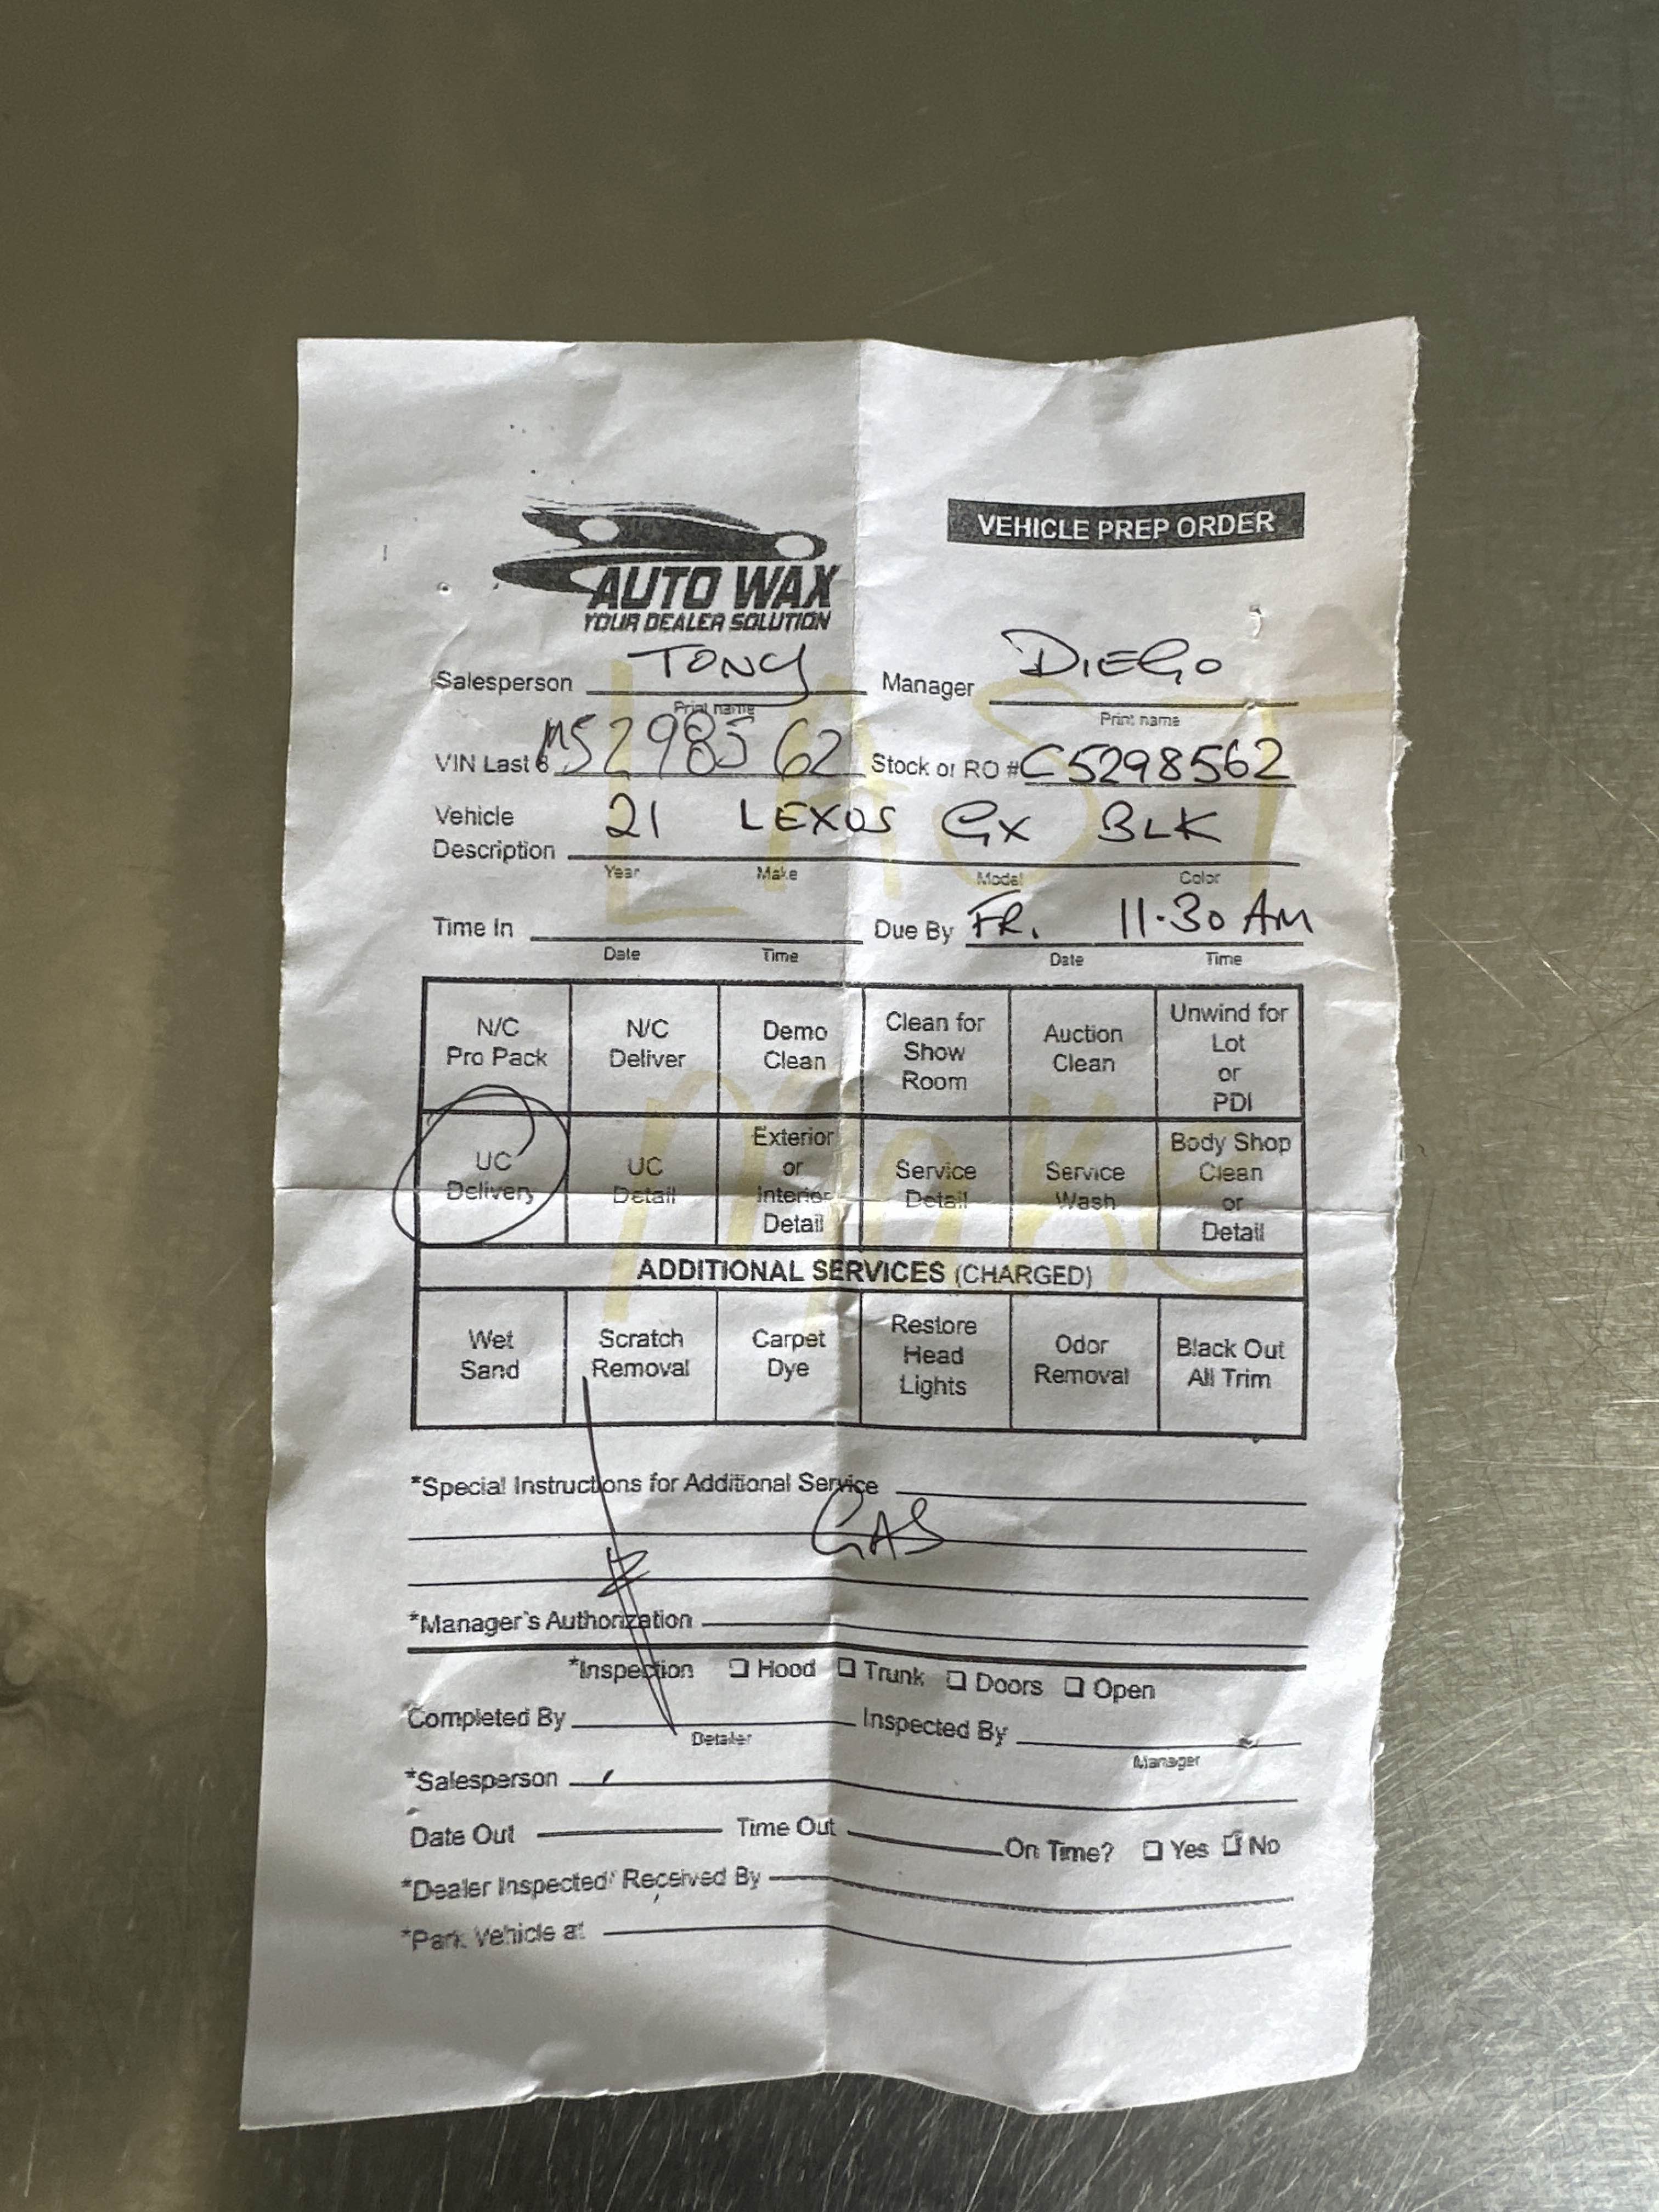 AUTO WAX
YOUR DEALER SOLUTION
VEHICLE PREP ORDER
Salesperson TONY Manager DIEGO
Print name Print name
VIN Last 8 M5298562 Stock or RO # C5298562
Vehicle Description 21 LEXUS GX BLK
Year Make Model Color
Time In Due By FR. 11.30 AM
Date Time Date Time
LAST
N/C Pro Pack N/C Deliver Demo Clean Clean for Show Room Auction Clean Unwind for Lot or PDI
UC Delivery UC Detail Exterior or Interior Detail Service Detail Service Wash Body Shop Clean or Detail
ADDITIONAL SERVICES (CHARGED)
Wet Sand Scratch Removal Carpet Dye Restore Head Lights Odor Removal Black Out All Trim
*Special Instructions for Additional Service
GAS
*Manager's Authorization
*Inspection Hood Trunk Doors Open
Completed By Inspected By
Detailer Manager
*Salesperson
Date Out Time Out On Time? Yes No
*Dealer Inspected/ Received By
*Park Vehicle at